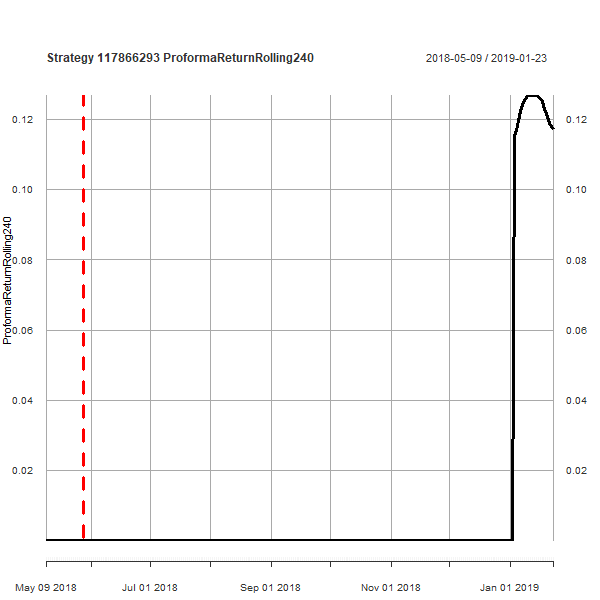 Strategy 117866293 ProformaReturnRolling240
2018-05-09 / 2019-01-23
ProformaReturnRolling240
0.12
0.10
0.08
0.06
0.04
0.02
0.12
0.10
0.08
0.06
0.04
0.02
May 09 2018
Jul 01 2018
Sep 01 2018
Nov 01 2018
Jan 01 2019